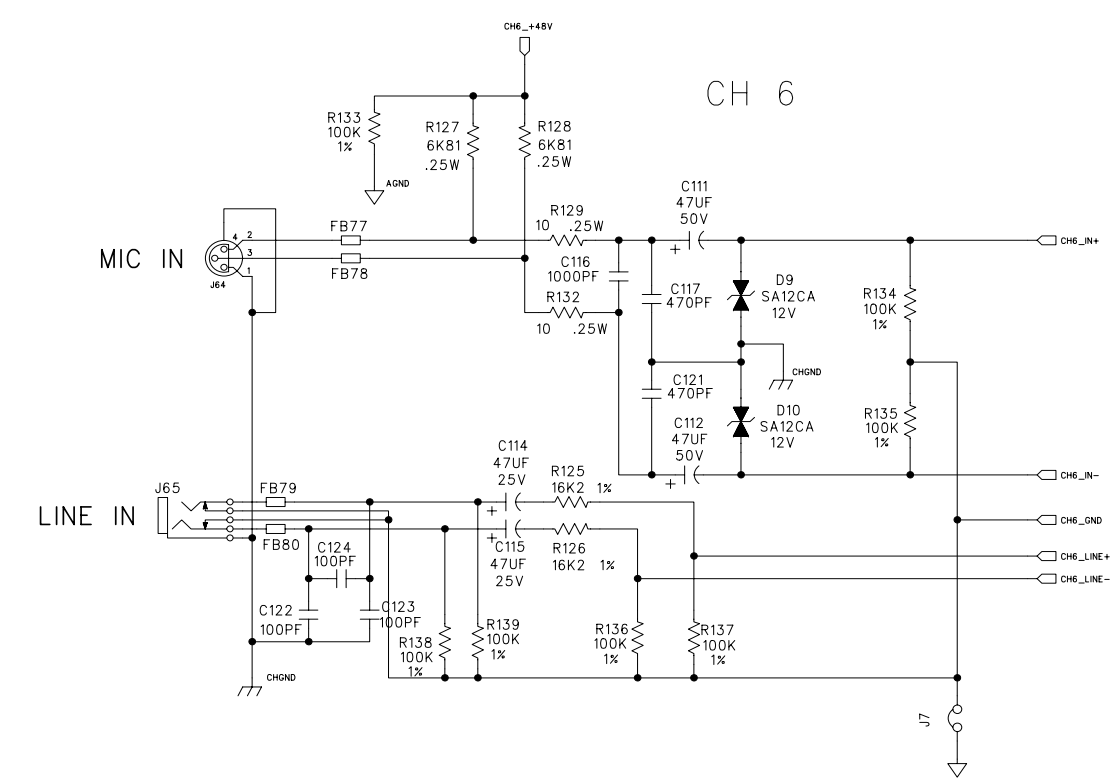 CH6_+48V
CH 6
R133
100K
1%
R127
6K81
.25W
R128
6K81
.25W
AGND
C111
47UF
50V
R129
10 .25W
FB77
4 2
3
1
MIC IN
J64
FB78
C116
1000PF
R132
10 .25W
C117
470PF
D9
SA12CA
12V
R134
100K
1%
CH6_IN+
CHGND
C121
470PF
C112
47UF
50V
D10
SA12CA
12V
R135
100K
1%
CH6_IN-
C114
47UF
25V
R125
16K2 1%
J65
FB79
LINE IN
FB80
C115
47UF
25V
R126
16K2 1%
CH6_GND
CH6_LINE+
CH6_LINE-
C124
100PF
C122
100PF
C123
100PF
R138
100K
1%
R139
100K
1%
R136
100K
1%
R137
100K
1%
CHGND
J7